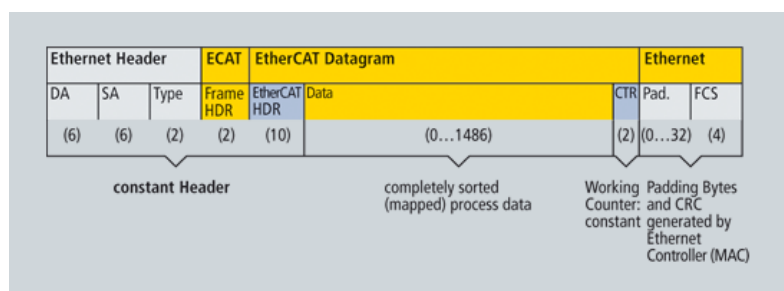 Ethernet Header ECAT EtherCAT Datagram Ethernet
DA SA Type Frame HDR EtherCAT HDR Data CTR Pad. FCS
(6) (6) (2) (2) (10) (0...1486) (2) (0...32) (4)
constant Header
completely sorted
(mapped) process data
Working
Counter:
constant
Padding Bytes
and CRC
generated by
Ethernet
Controller (MAC)